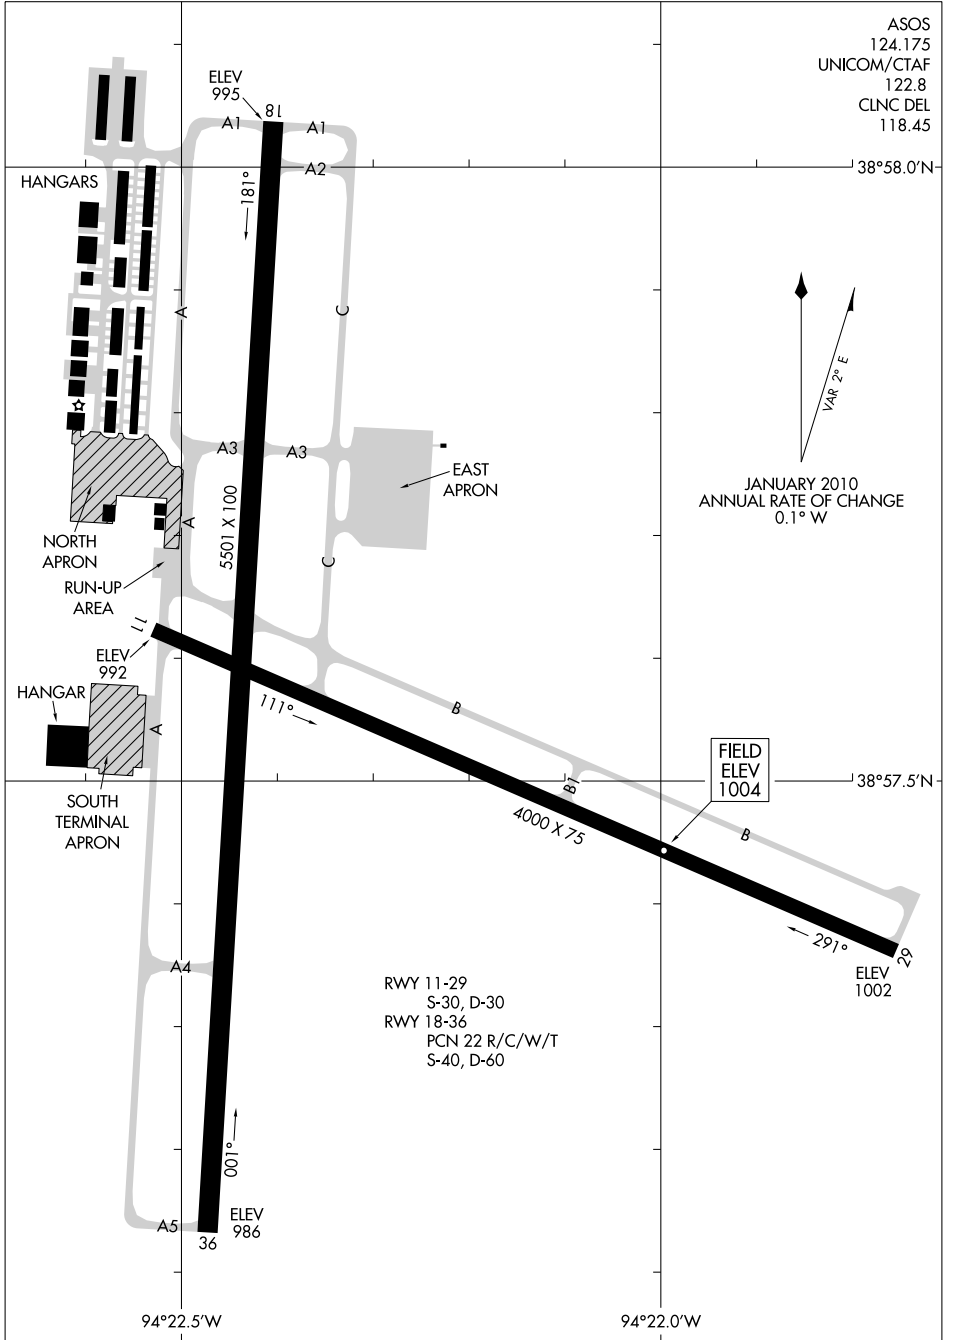 ASOS
124.175
UNICOM/CTAF
122.8
CLNC DEL
118.45
ELEV
995
18
A1
A1
A2
38°58.0'N
HANGARS
181°
A
C
VAR 2° E
JANUARY 2010
ANNUAL RATE OF CHANGE
0.1° W
A3
A3
EAST
APRON
5501 X 100
A
NORTH
APRON
C
RUN-UP
AREA
11
ELEV
992
HANGAR
111°
B
A
FIELD
ELEV
1004
38°57.5'N
B1
SOUTH
TERMINAL
APRON
4000 X 75
B
291°
29
ELEV
1002
A4
RWY 11-29
S-30, D-30
RWY 18-36
PCN 22 R/C/W/T
S-40, D-60
001°
A5
ELEV
986
36
94°22.5'W
94°22.0'W